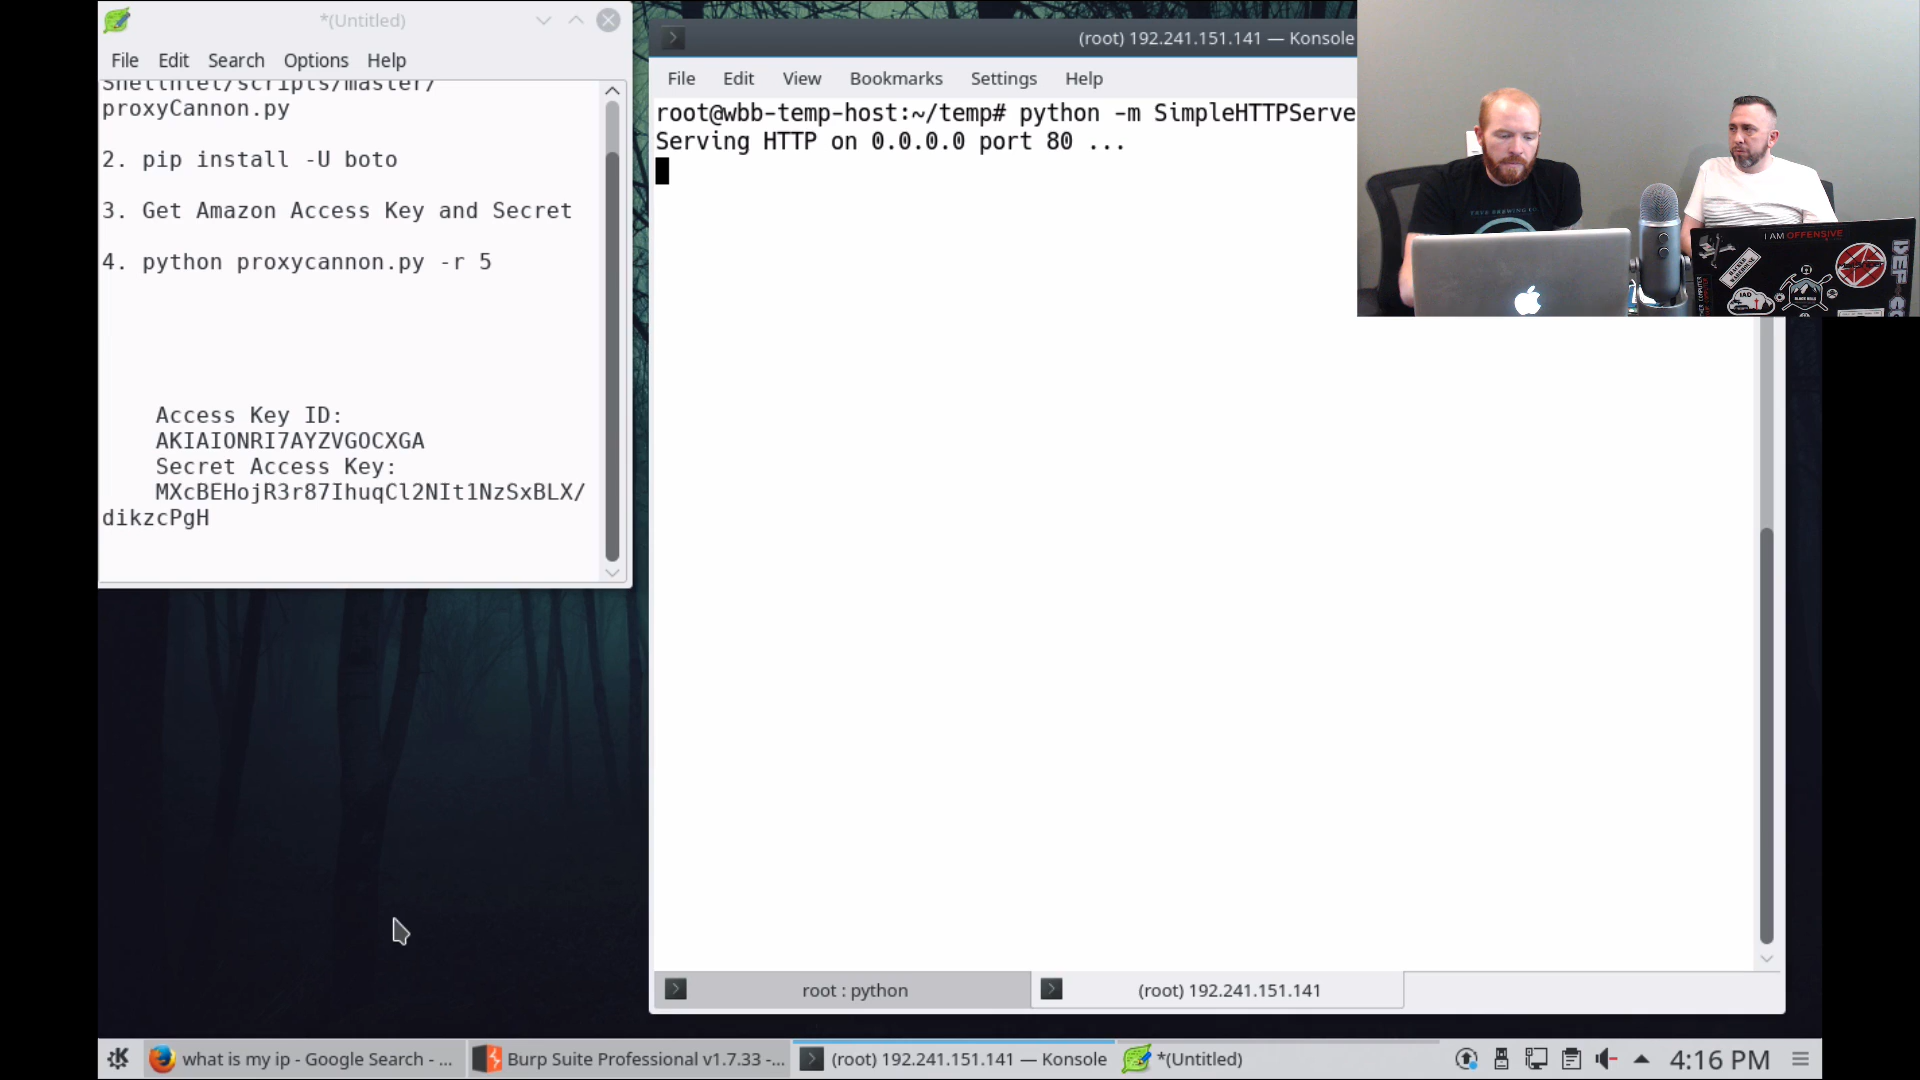 *(Untitled)
File Edit Search Options Help
ShellIntel/scripts/master/
proxyCannon.py
2. pip install -U boto
3. Get Amazon Access Key and Secret
4. python proxycannon.py -r 5
Access Key ID:
AKIAIONRI7AYZVGOCXGA
Secret Access Key:
MXcBEHojR3r87IhuqCl2NIt1NzSxBLX/
dikzcPgH
(root) 192.241.151.141 — Konsole
File Edit View Bookmarks Settings Help
root@wbb-temp-host:~/temp# python -m SimpleHTTPServe
Serving HTTP on 0.0.0.0 port 80 ...
I AM OFFENSIVE
IAD
root : python
(root) 192.241.151.141
what is my ip - Google Search - ...
Burp Suite Professional v1.7.33 -...
(root) 192.241.151.141 — Konsole
*(Untitled)
4:16 PM